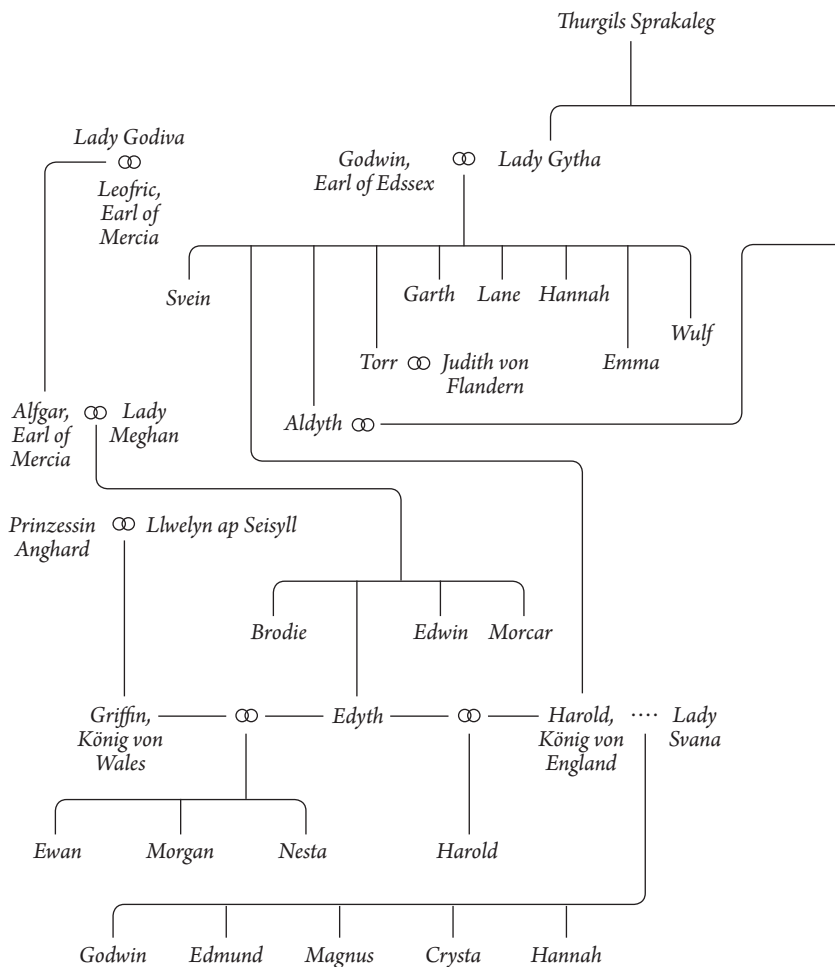 Thurgils Sprakaleg
Lady Godiva
Leofric,
Earl of
Mercia
Godwin,
Earl of Edssex
Lady Gytha
Svein
Garth
Lane
Hannah
Wulf
Torr
Judith von
Flandern
Emma
Aldyth
Alfgar,
Earl of
Mercia
Lady
Meghan
Prinzessin
Anghard
Llwelyn ap Seisyll
Brodie
Edwin
Morcar
Griffin,
König von
Wales
Edyth
Harold,
König von
England
Lady
Svana
Ewan
Morgan
Nesta
Harold
Godwin
Edmund
Magnus
Crysta
Hannah